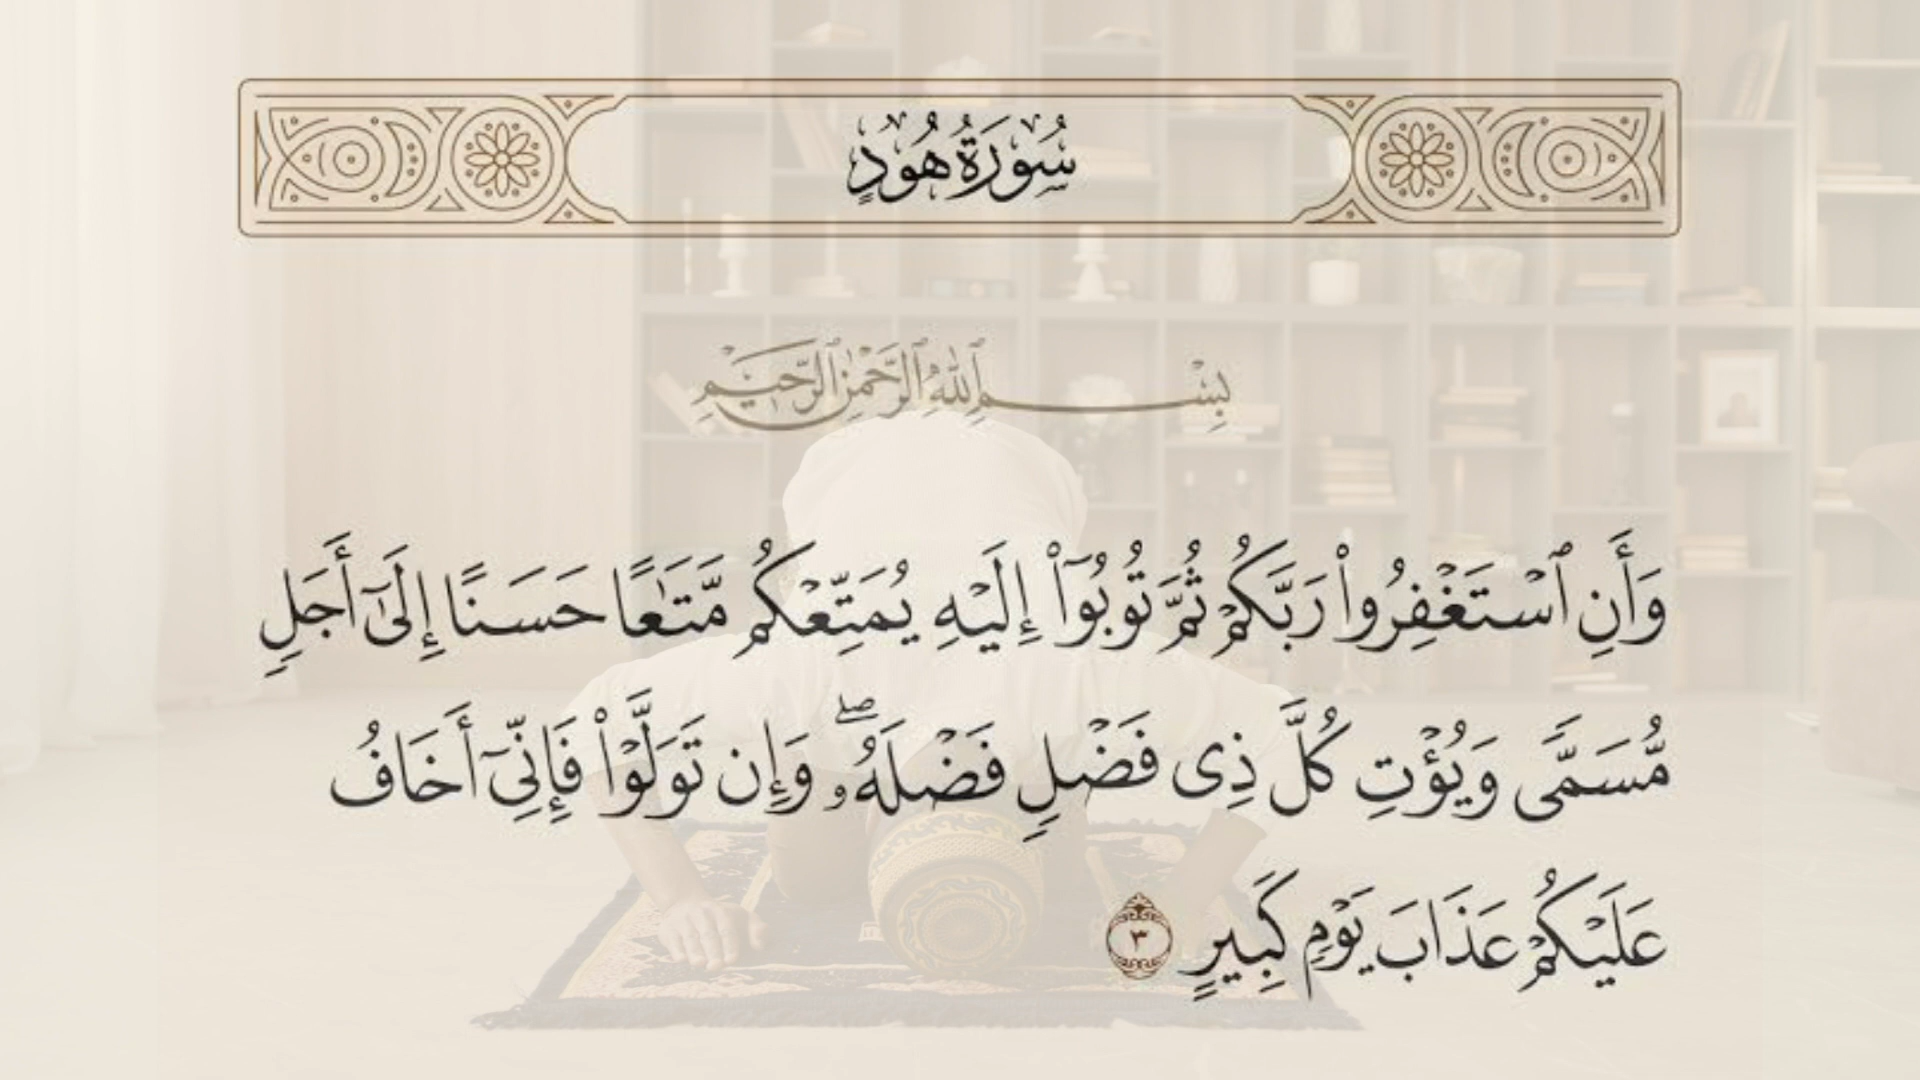 سُورَةُ هُودٍ
بِسْمِ ٱللَّهِ ٱلرَّحْمَٰنِ ٱلرَّحِيمِ
وَأَنِ ٱسْتَغْفِرُوا۟ رَبَّكُمْ ثُمَّ تُوبُوٓا۟ إِلَيْهِ يُمَتِّعْكُم مَّتَـٰعًا حَسَنًا إِلَىٰٓ أَجَلٍ
مُّسَمًّى وَيُؤْتِ كُلَّ ذِى فَضْلٍ فَضْلَهُۥ ۖ وَإِن تَوَلَّوْا۟ فَإِنِّىٓ أَخَافُ
عَلَيْكُمْ عَذَابَ يَوْمٍ كَبِيرٍ ٣